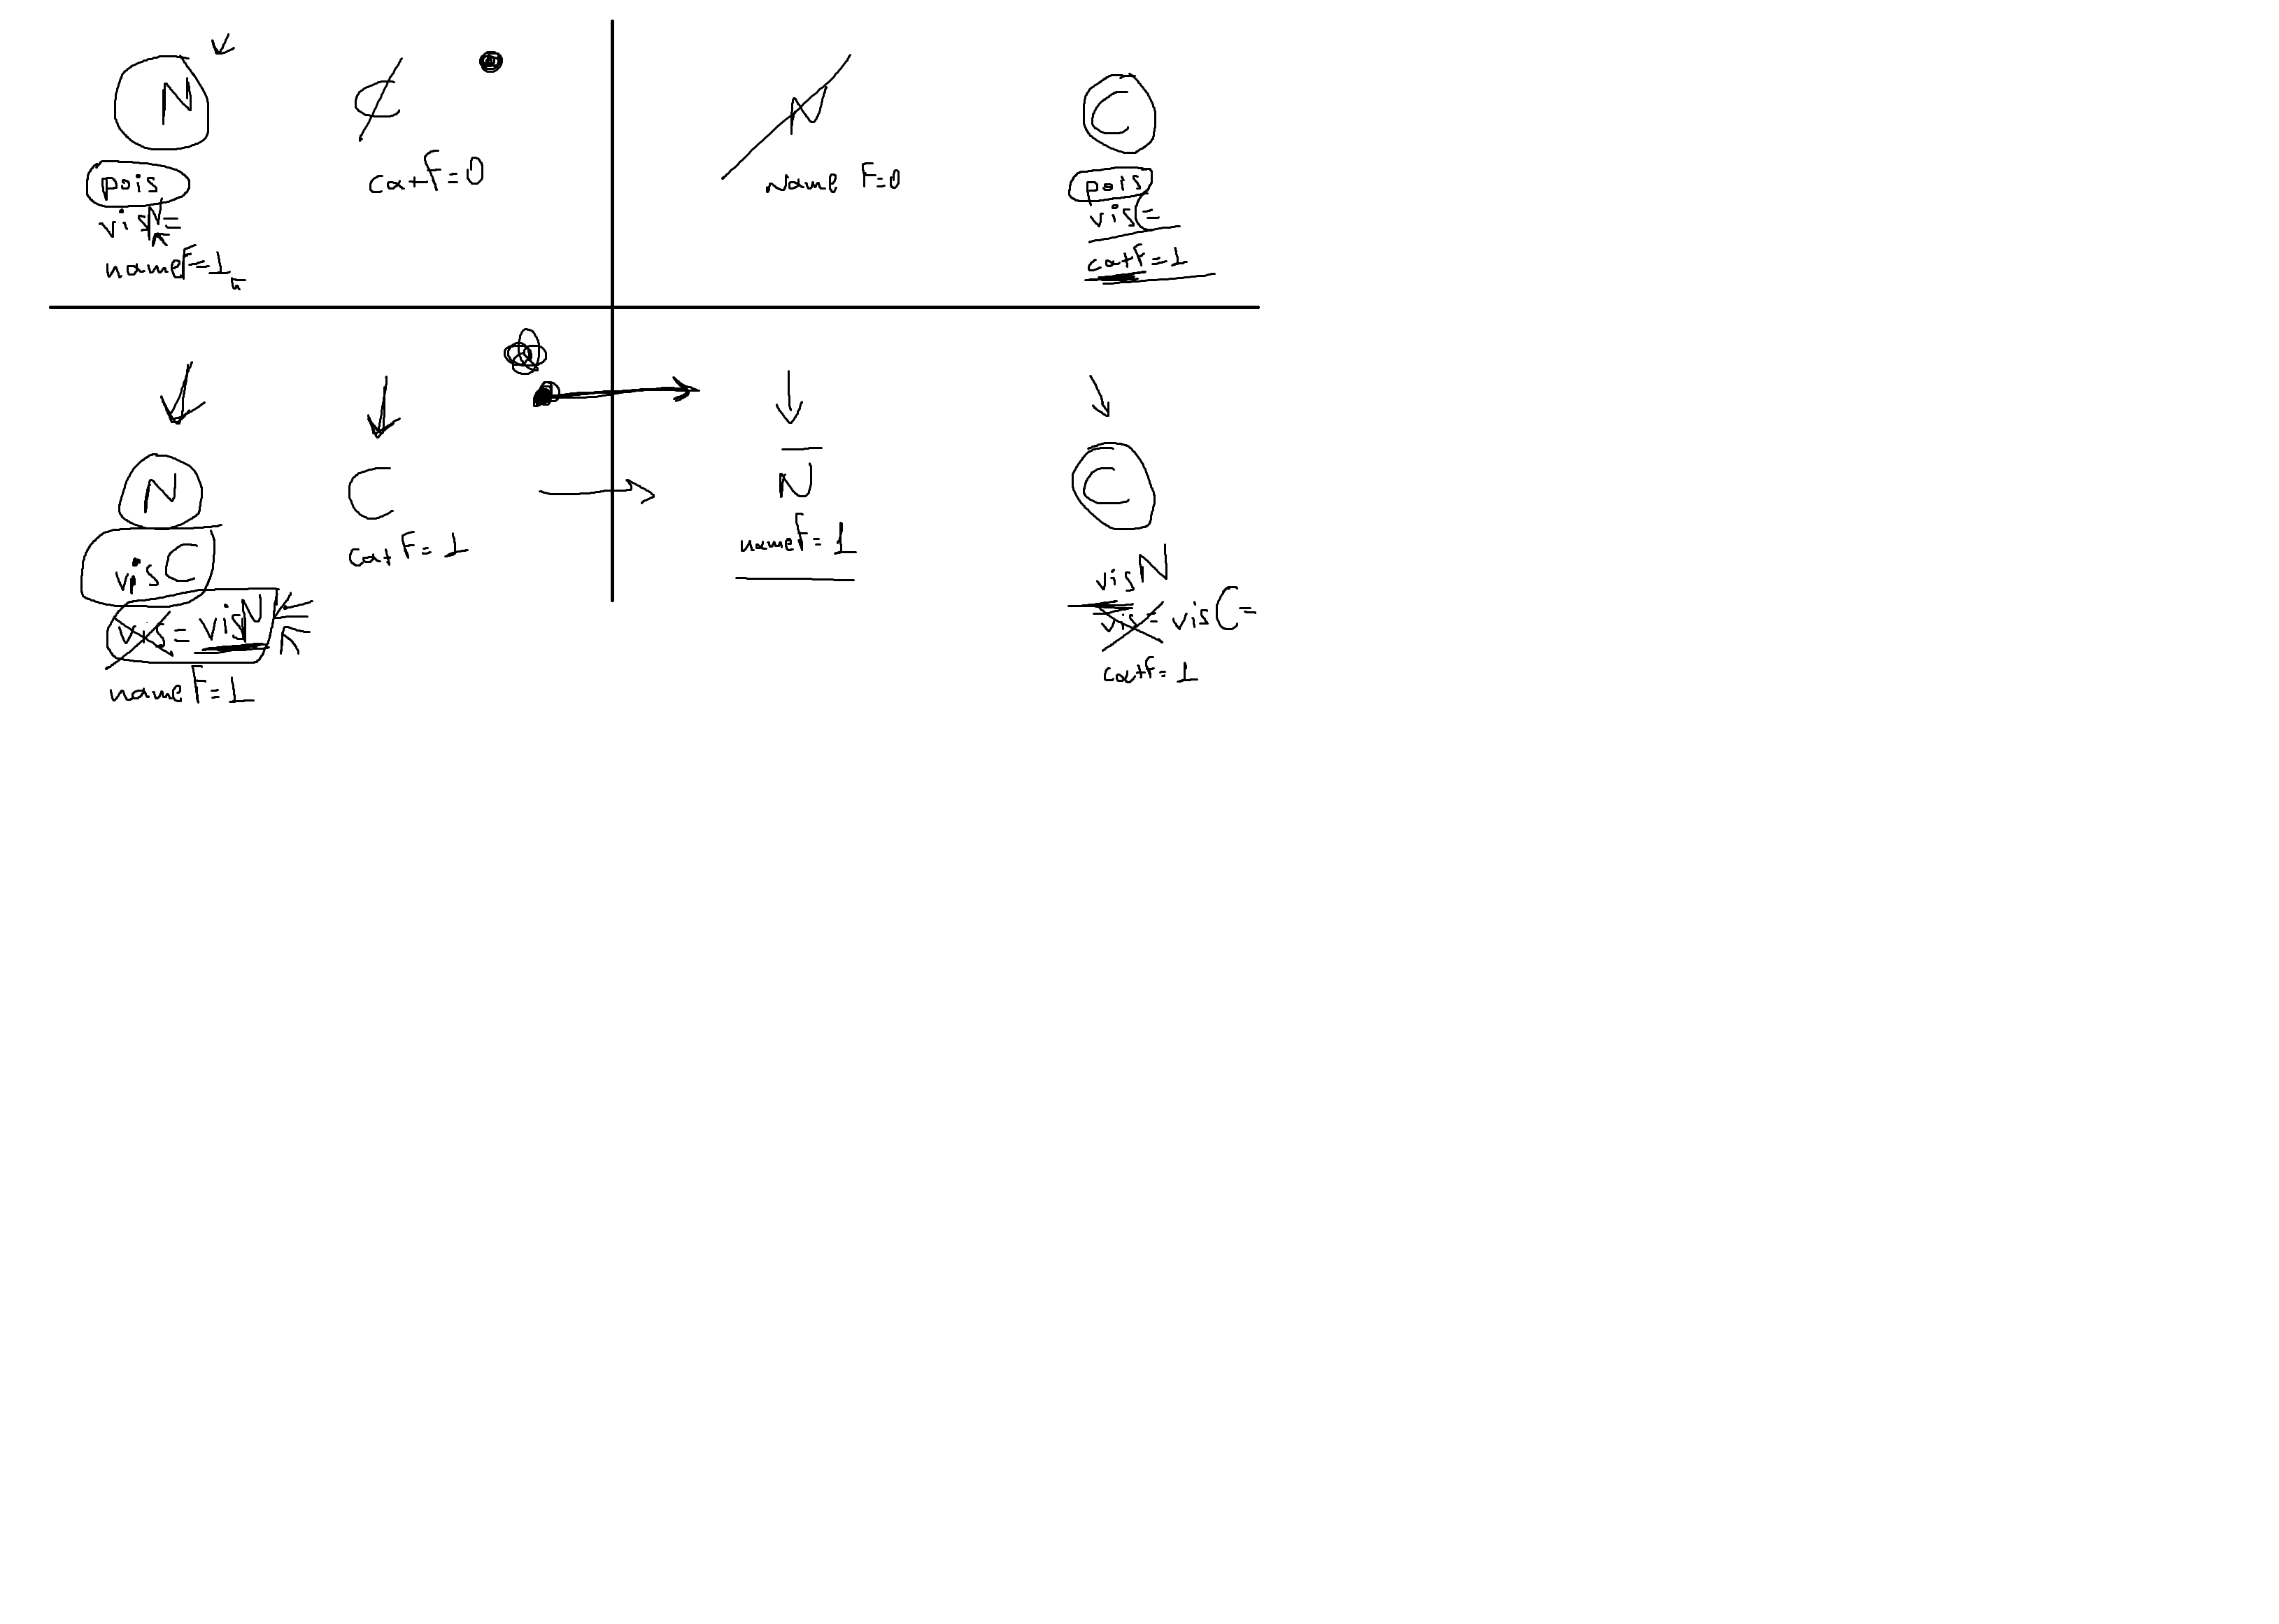 N C
pois
visN=
nameF=1
catF=0
N C
Name F=0
pois
visC=
catF=1
N C
visC
vis = visN
nameF=1
catF=1
N C
nameF=1
visN
vis= visC=
catF=1